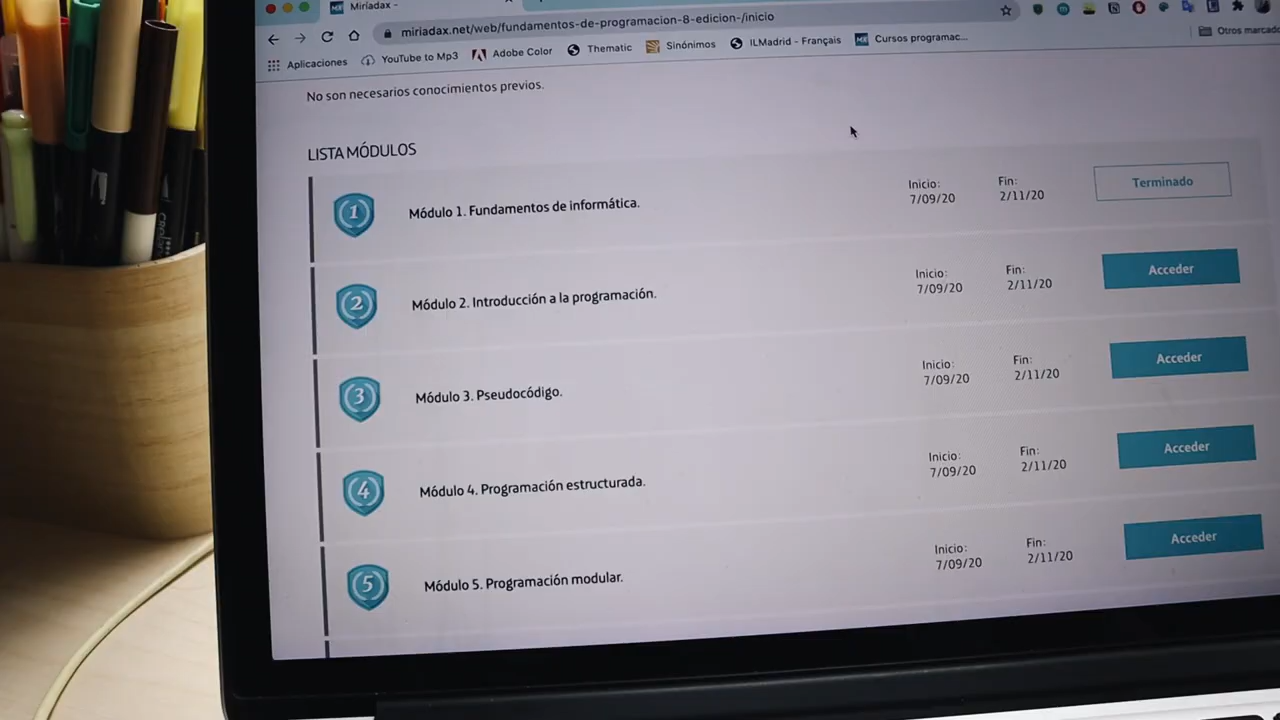 Miríadax -
miriadax.net/web/fundamentos-de-programacion-8-edicion-/inicio
Aplicaciones
YouTube to Mp3
Adobe Color
Thematic
Sinónimos
ILMadrid - Français
Cursos programac...
Otros marcado
No son necesarios conocimientos previos.
LISTA MÓDULOS
1
Módulo 1. Fundamentos de informática.
Inicio:
7/09/20
Fin:
2/11/20
Terminado
2
Módulo 2. Introducción a la programación.
Inicio:
7/09/20
Fin:
2/11/20
Acceder
3
Módulo 3. Pseudocódigo.
Inicio:
7/09/20
Fin:
2/11/20
Acceder
4
Módulo 4. Programación estructurada.
Inicio:
7/09/20
Fin:
2/11/20
Acceder
5
Módulo 5. Programación modular.
Inicio:
7/09/20
Fin:
2/11/20
Acceder